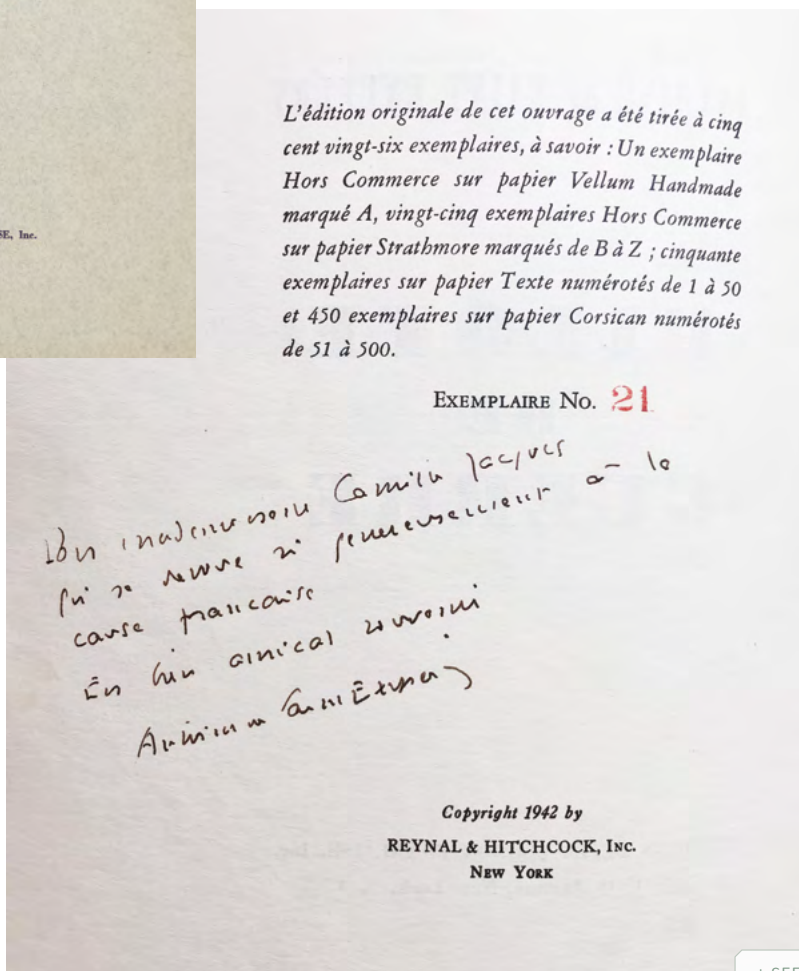 SE, Inc.
L'édition originale de cet ouvrage a été tirée à cinq
cent vingt-six exemplaires, à savoir : Un exemplaire
Hors Commerce sur papier Vellum Handmade
marqué A, vingt-cinq exemplaires Hors Commerce
sur papier Strathmore marqués de B à Z ; cinquante
exemplaires sur papier Texte numérotés de 1 à 50
et 450 exemplaires sur papier Corsican numérotés
de 51 à 500.
EXEMPLAIRE No. 21
Jacques
qui se si généreusement à la
cause française
En bien amical souvenir
Antoine de Saint Exupéry
Copyright 1942 by
REYNAL & HITCHCOCK, INC.
NEW YORK